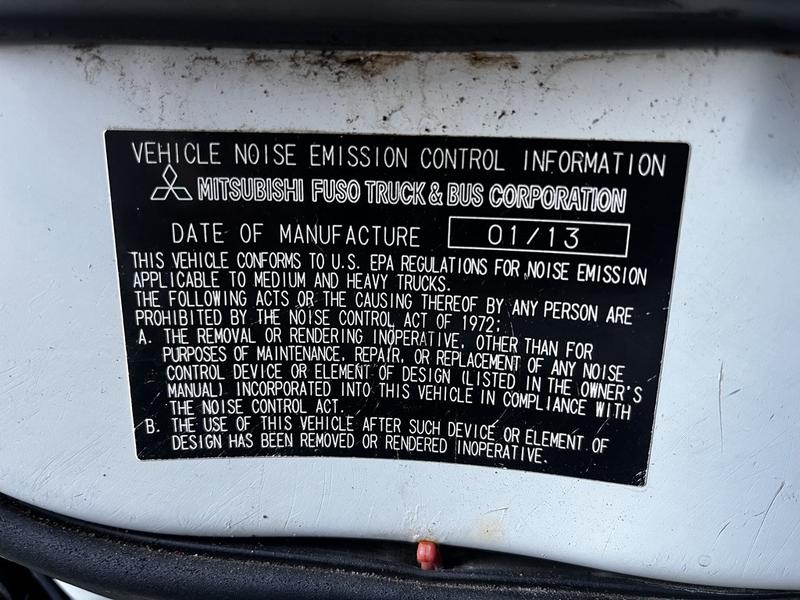 VEHICLE NOISE EMISSION CONTROL INFORMATION
MITSUBISHI FUSO TRUCK & BUS CORPORATION
DATE OF MANUFACTURE 01/13
THIS VEHICLE CONFORMS TO U.S. EPA REGULATIONS FOR NOISE EMISSION
APPLICABLE TO MEDIUM AND HEAVY TRUCKS.
THE FOLLOWING ACTS OR THE CAUSING THEREOF BY ANY PERSON ARE
PROHIBITED BY THE NOISE CONTROL ACT OF 1972;
A. THE REMOVAL OR RENDERING INOPERATIVE, OTHER THAN FOR
PURPOSES OF MAINTENANCE, REPAIR, OR REPLACEMENT OF ANY NOISE
CONTROL DEVICE OR ELEMENT OF DESIGN (LISTED IN THE OWNER'S
MANUAL) INCORPORATED INTO THIS VEHICLE IN COMPLIANCE WITH
THE NOISE CONTROL ACT.
B. THE USE OF THIS VEHICLE AFTER SUCH DEVICE OR ELEMENT OF
DESIGN HAS BEEN REMOVED OR RENDERED INOPERATIVE.